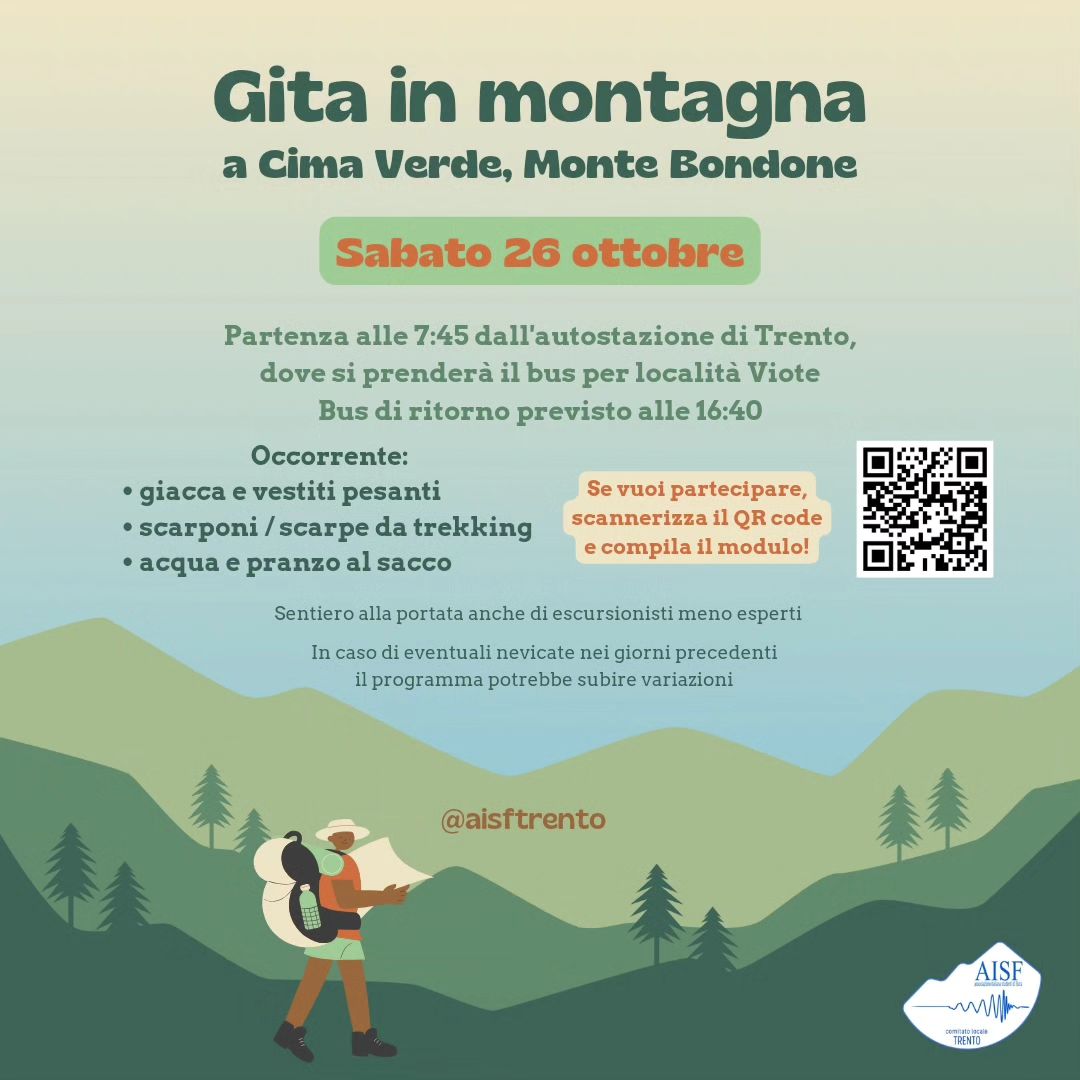 Gita in montagna
a Cima Verde, Monte Bondone
Sabato 26 ottobre
Partenza alle 7:45 dall'autostazione di Trento,
dove si prenderà il bus per località Viote
Bus di ritorno previsto alle 16:40
Occorrente:
• giacca e vestiti pesanti
• scarponi / scarpe da trekking
• acqua e pranzo al sacco
Se vuoi partecipare,
scannerizza il QR code
e compila il modulo!
Sentiero alla portata anche di escursionisti meno esperti
In caso di eventuali nevicate nei giorni precedenti
il programma potrebbe subire variazioni
@aisftrento
AISF
comitato locale
TRENTO